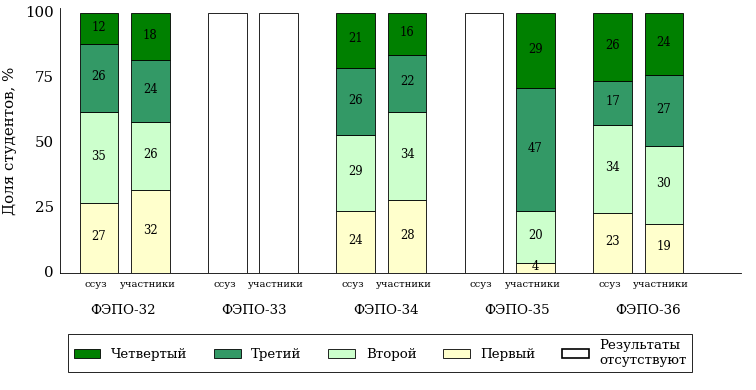 Доля студентов, %
100
75
50
25
0
12 18 21 16 29 26 24
26 24 26 22 47 17 27
35 26 29 34 20 34 30
27 32 24 28 4 23 19
ссуз участники ссуз участники ссуз участники ссуз участники ссуз участники
ФЭПО-32 ФЭПО-33 ФЭПО-34 ФЭПО-35 ФЭПО-36
Четвертый Третий Второй Первый Результаты
отсутствуют